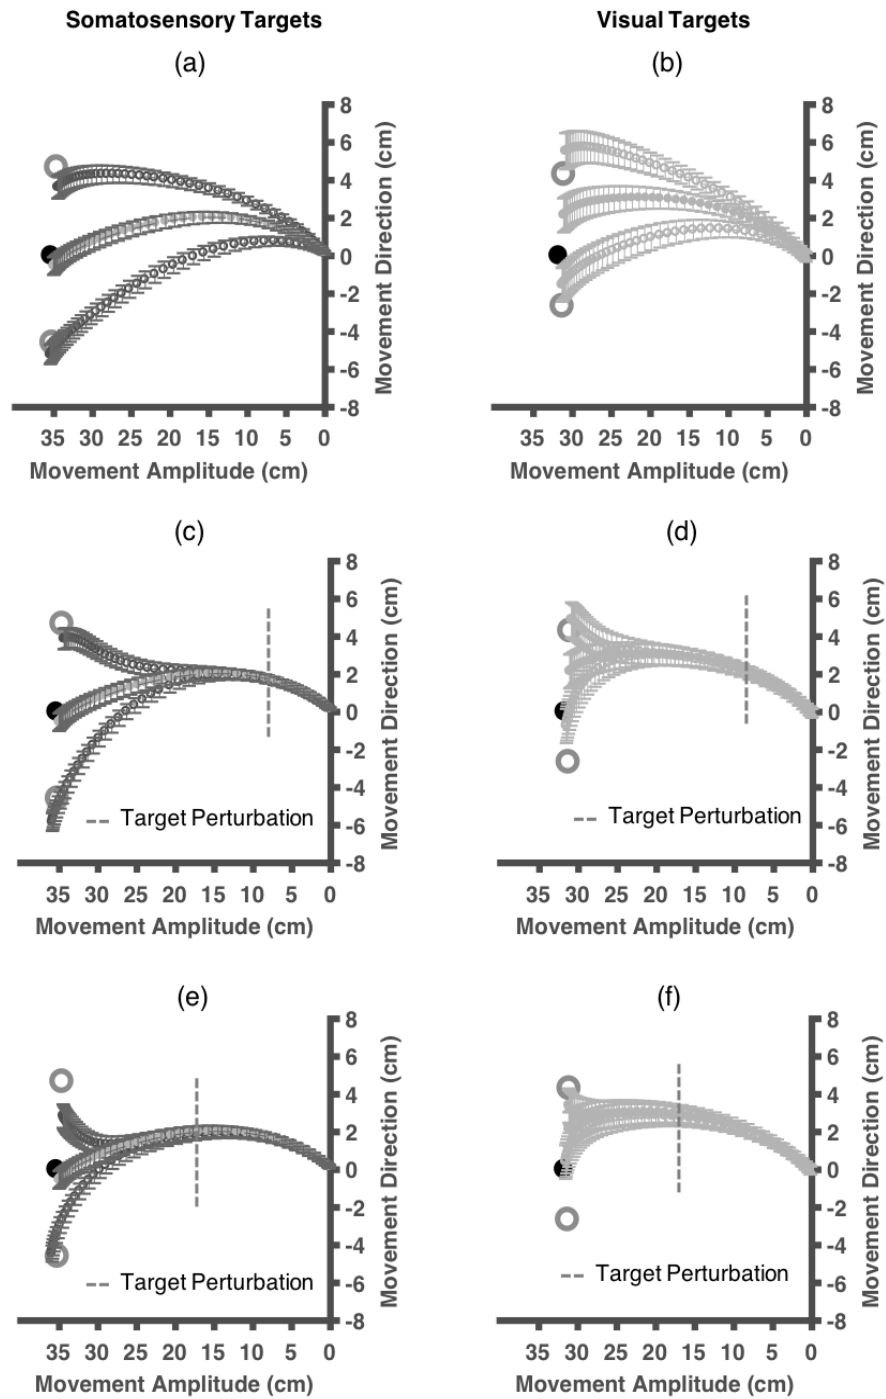 Somatosensory Targets
Visual Targets
(a)
(b)
8
6
4
2
0
-2
-4
-6
-8
Movement Direction (cm)
35 30 25 20 15 10 5 0
Movement Amplitude (cm)
8
6
4
2
0
-2
-4
-6
-8
Movement Direction (cm)
35 30 25 20 15 10 5 0
Movement Amplitude (cm)
(c)
(d)
8
6
4
2
0
-2
-4
-6
-8
Movement Direction (cm)
Target Perturbation
35 30 25 20 15 10 5 0
Movement Amplitude (cm)
8
6
4
2
0
-2
-4
-6
-8
Movement Direction (cm)
Target Perturbation
35 30 25 20 15 10 5 0
Movement Amplitude (cm)
(e)
(f)
8
6
4
2
0
-2
-4
-6
-8
Movement Direction (cm)
Target Perturbation
35 30 25 20 15 10 5 0
Movement Amplitude (cm)
8
6
4
2
0
-2
-4
-6
-8
Movement Direction (cm)
Target Perturbation
35 30 25 20 15 10 5 0
Movement Amplitude (cm)